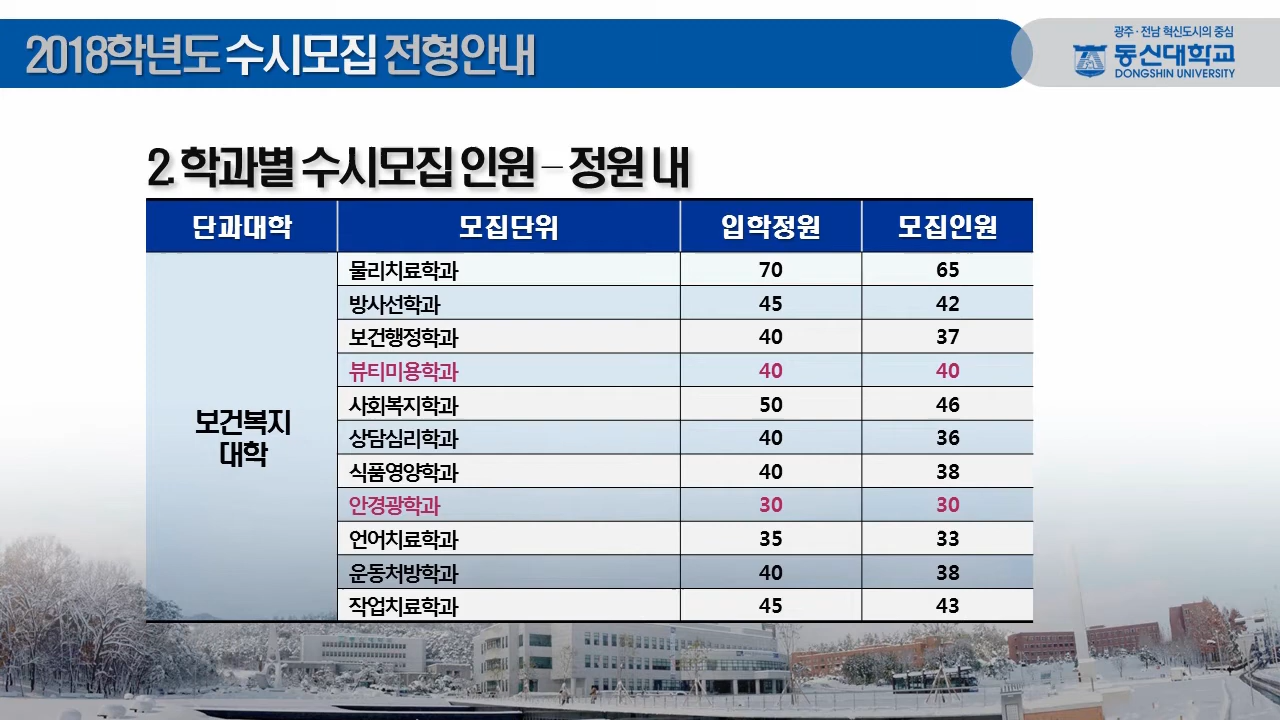 2018학년도 수시모집 전형안내
광주·전남 혁신도시의 중심
동신대학교
DONGSHIN UNIVERSITY
2. 학과별 수시모집 인원 – 정원 내
단과대학 모집단위 입학정원 모집인원
보건복지
대학
물리치료학과 70 65
방사선학과 45 42
보건행정학과 40 37
뷰티미용학과 40 40
사회복지학과 50 46
상담심리학과 40 36
식품영양학과 40 38
안경광학과 30 30
언어치료학과 35 33
운동처방학과 40 38
작업치료학과 45 43